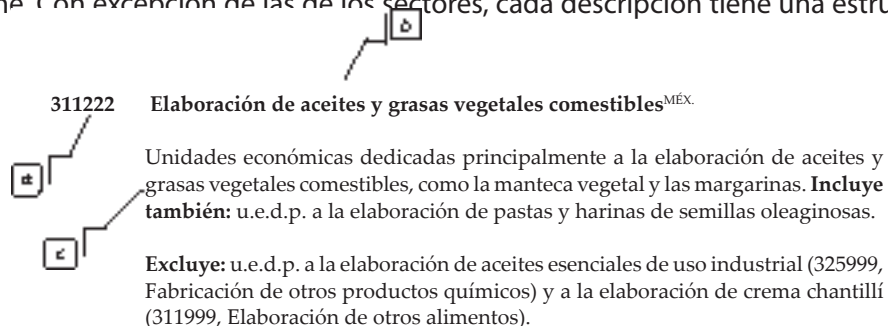 ne. Con excepción de las de los sectores, cada descripción tiene una estru
b
311222 Elaboración de aceites y grasas vegetales comestiblesMÉX.
Unidades económicas dedicadas principalmente a la elaboración de aceites y
a
grasas vegetales comestibles, como la manteca vegetal y las margarinas. Incluye
también: u.e.d.p. a la elaboración de pastas y harinas de semillas oleaginosas.
c
Excluye: u.e.d.p. a la elaboración de aceites esenciales de uso industrial (325999,
Fabricación de otros productos químicos) y a la elaboración de crema chantillí
(311999, Elaboración de otros alimentos).